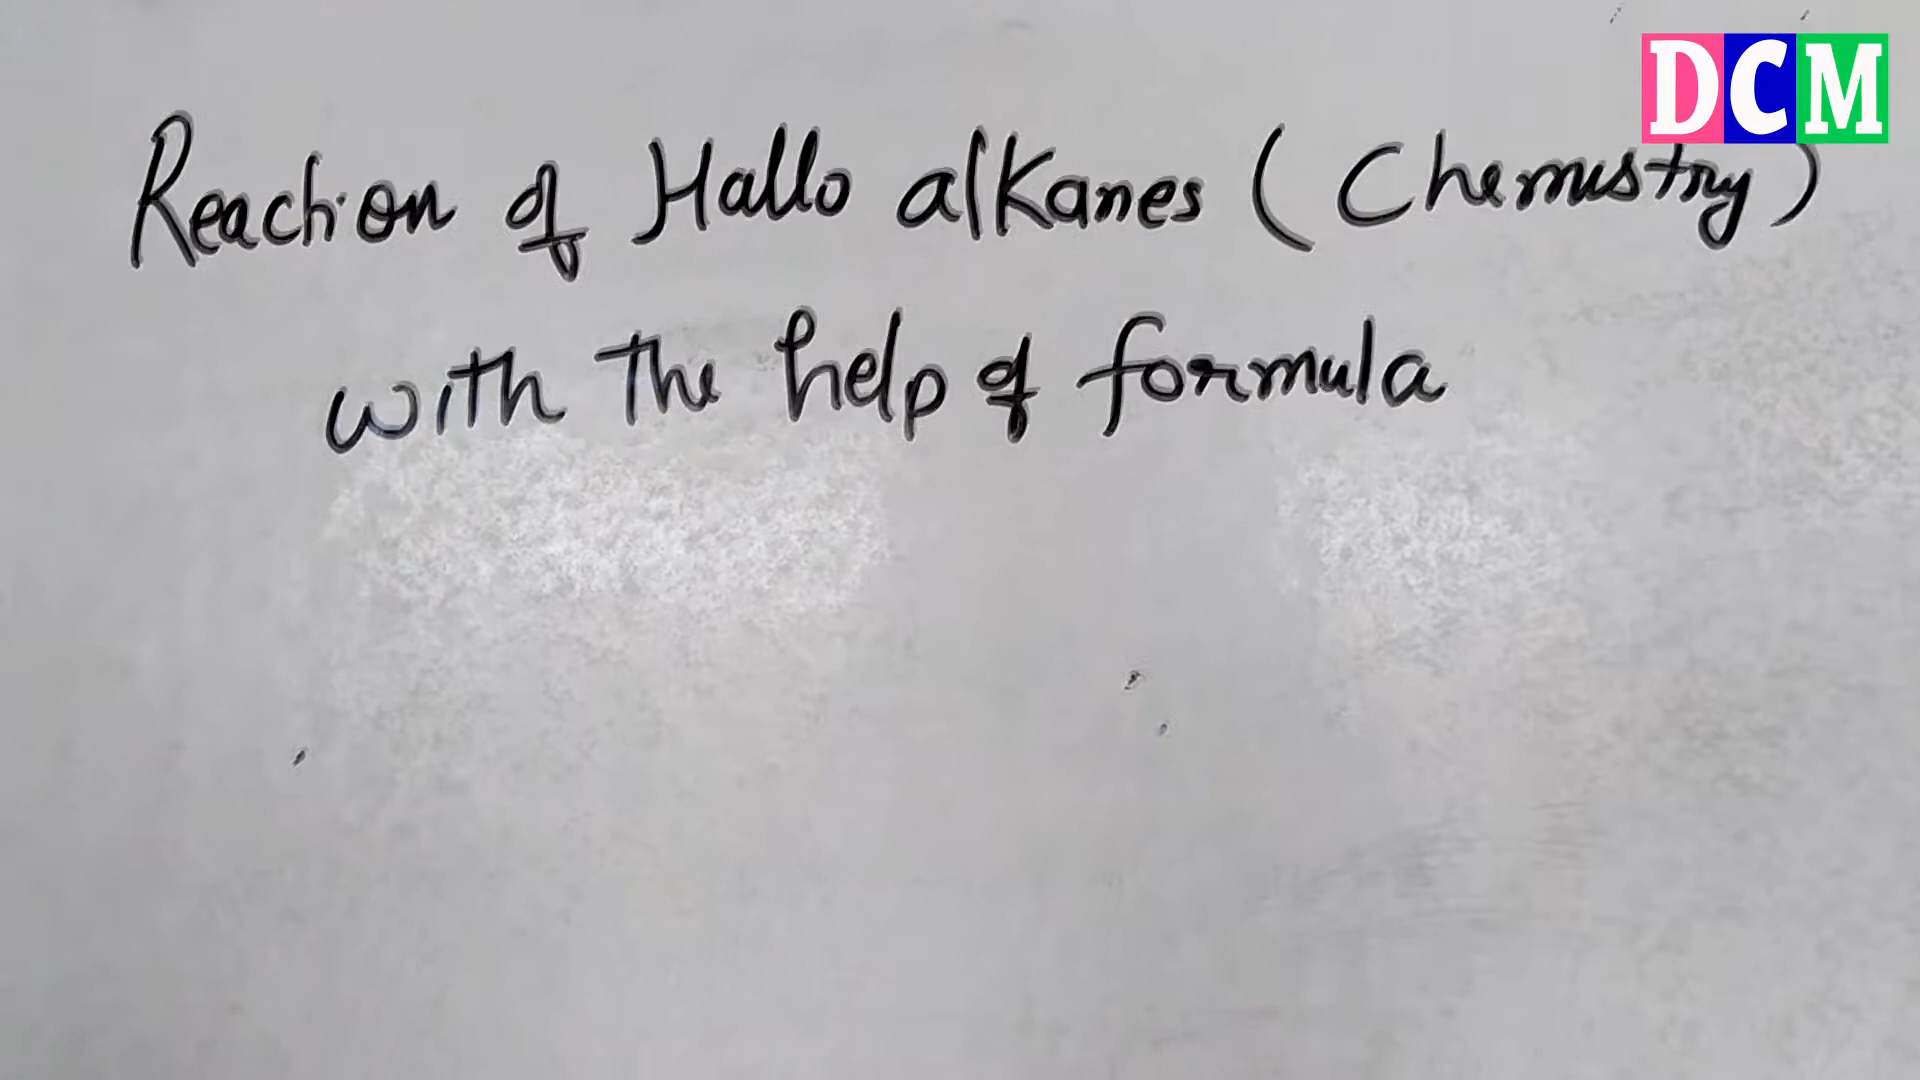 DCM
Reaction of Hallo alkanes ( Chemistry )
with the help of formula